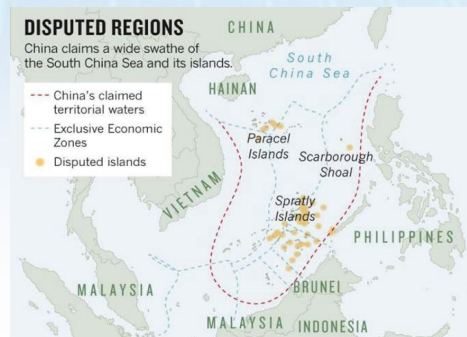 DISPUTED REGIONS
China claims a wide swathe of
the South China Sea and its islands.
China's claimed
territorial waters
Exclusive Economic
Zones
Disputed islands
CHINA
South
China Sea
HAINAN
Paracel
Islands
Scarborough
Shoal
VIETNAM
Spratly
Islands
PHILIPPINES
MALAYSIA
BRUNEI
MALAYSIA
INDONESIA